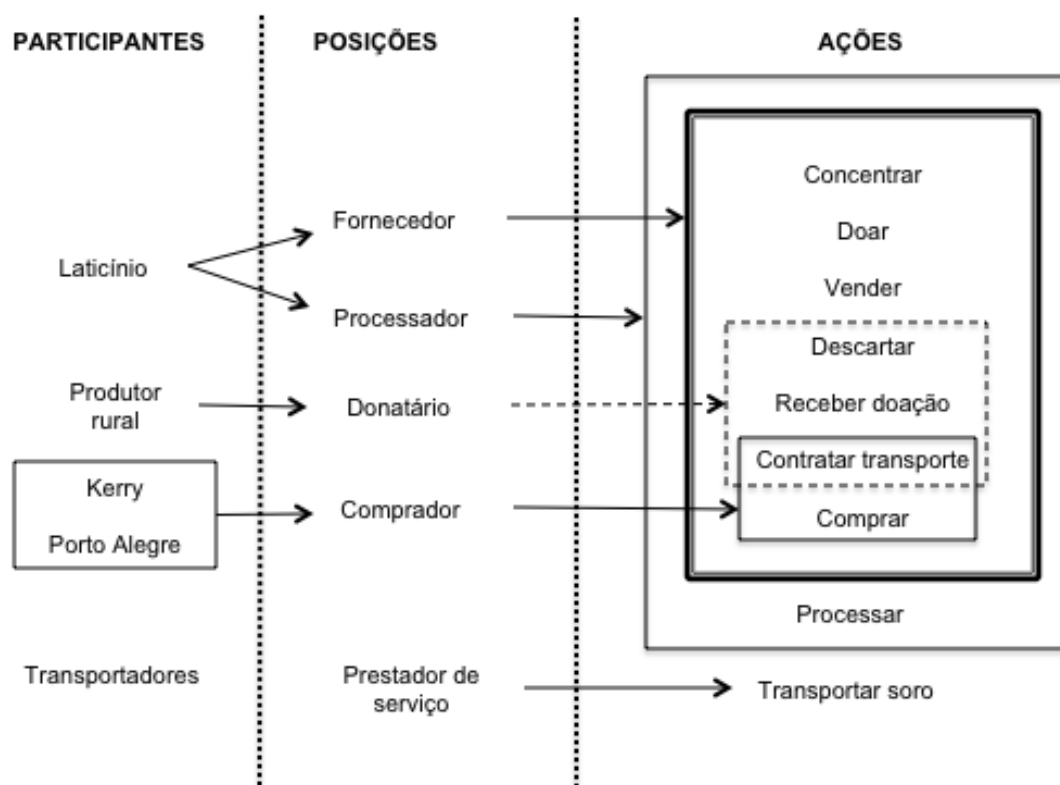 PARTICIPANTES
POSIÇÕES
AÇÕES
Concentrar
Fornecedor
Doar
Laticínio
Vender
Processador
Descartar
Produtor
rural
Donatário
Receber doação
Contratar transporte
Kerry
Comprador
Comprar
Porto Alegre
Processar
Transportadores
Prestador de
serviço
Transportar soro